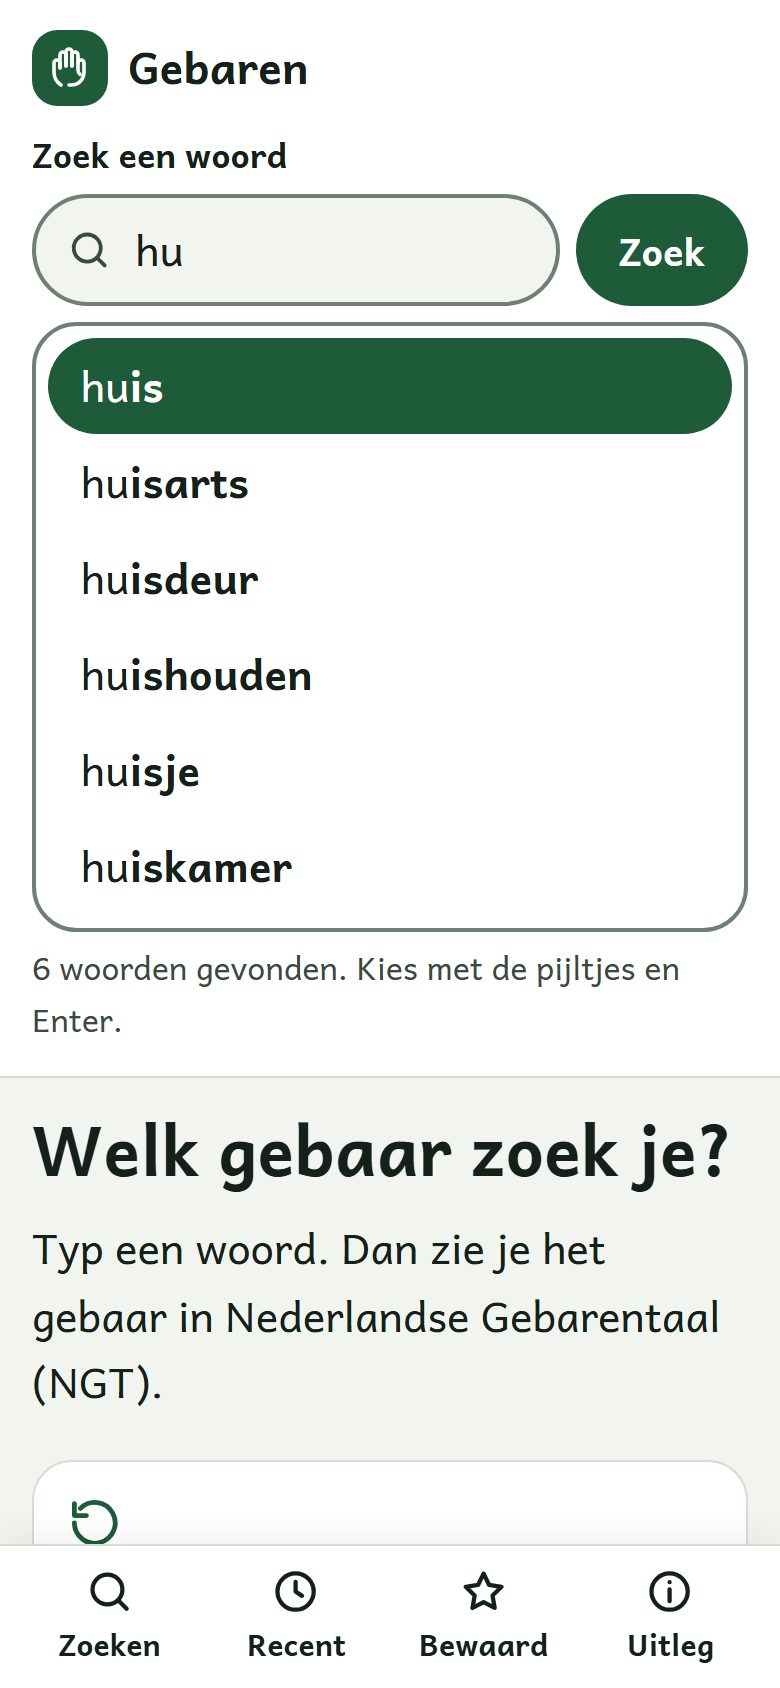 Gebaren
Zoek een woord
hu
Zoek
huis
huisarts
huisdeur
huishouden
huisje
huiskamer
6 woorden gevonden. Kies met de pijltjes en
Enter.
Welk gebaar zoek je?
Typ een woord. Dan zie je het
gebaar in Nederlandse Gebarentaal
(NGT).
Zoeken
Recent
Bewaard
Uitleg